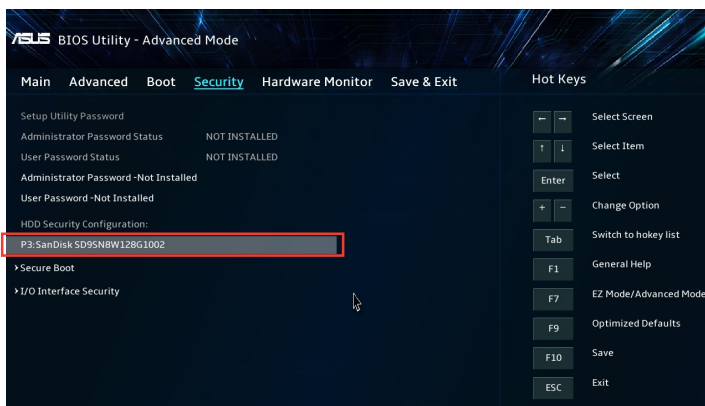 ASUS BIOS Utility - Advanced Mode
Main Advanced Boot Security Hardware Monitor Save & Exit
Hot Keys
Setup Utility Password
Administrator Password Status NOT INSTALLED
User Password Status NOT INSTALLED
Administrator Password -Not Installed
User Password -Not Installed
HDD Security Configuration:
P3:SanDisk SD9SN8W128G1002
Secure Boot
I/O Interface Security
← → Select Screen
↑ ↓ Select Item
Enter Select
+ - Change Option
Tab Switch to hokey list
F1 General Help
F7 EZ Mode/Advanced Mode
F9 Optimized Defaults
F10 Save
ESC Exit